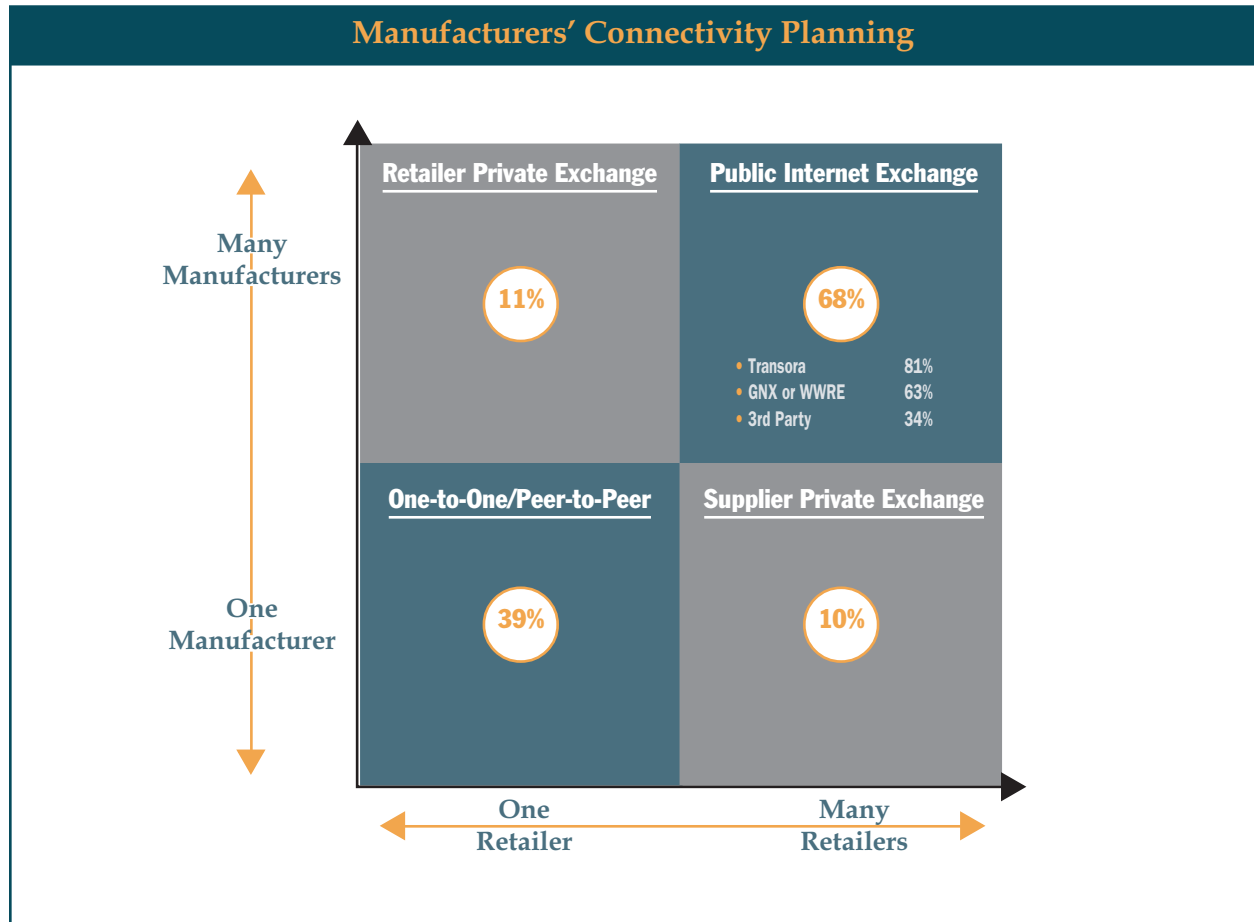 Manufacturers' Connectivity Planning
Many
Manufacturers
One
Manufacturer
Retailer Private Exchange
11%
Public Internet Exchange
68%
• Transora 81%
• GNX or WWRE 63%
• 3rd Party 34%
One-to-One/Peer-to-Peer
39%
Supplier Private Exchange
10%
One
Retailer
Many
Retailers